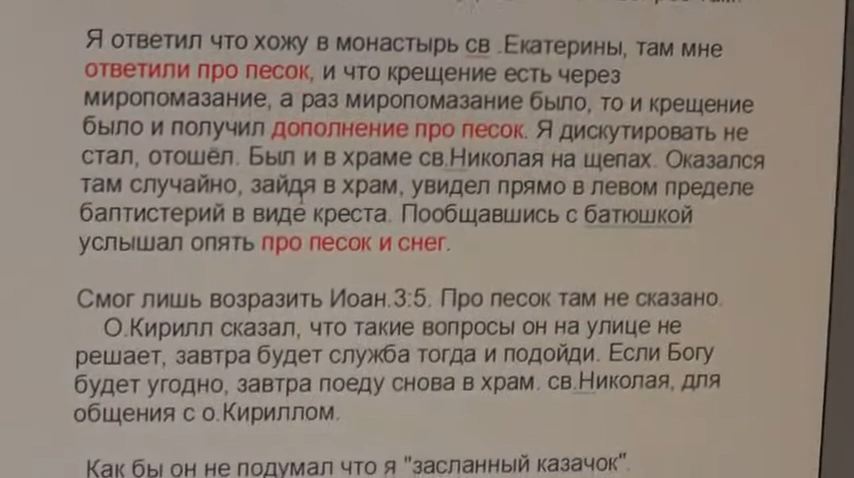 Я ответил что хожу в монастырь св .Екатерины, там мне
ответили про песок, и что крещение есть через
миропомазание, а раз миропомазание было, то и крещение
было и получил дополнение про песок. Я дискутировать не
стал, отошёл. Был и в храме св.Николая на щепах. Оказался
там случайно, зайдя в храм, увидел прямо в левом пределе
баптистерий в виде креста. Пообщавшись с батюшкой
услышал опять про песок и снег.
Смог лишь возразить Иоан.3:5. Про песок там не сказано.
О.Кирилл сказал, что такие вопросы он на улице не
решает, завтра будет служба тогда и подойди. Если Богу
будет угодно, завтра поеду снова в храм. св.Николая, для
общения с о.Кириллом.
Как бы он не подумал что я "засланный казачок".